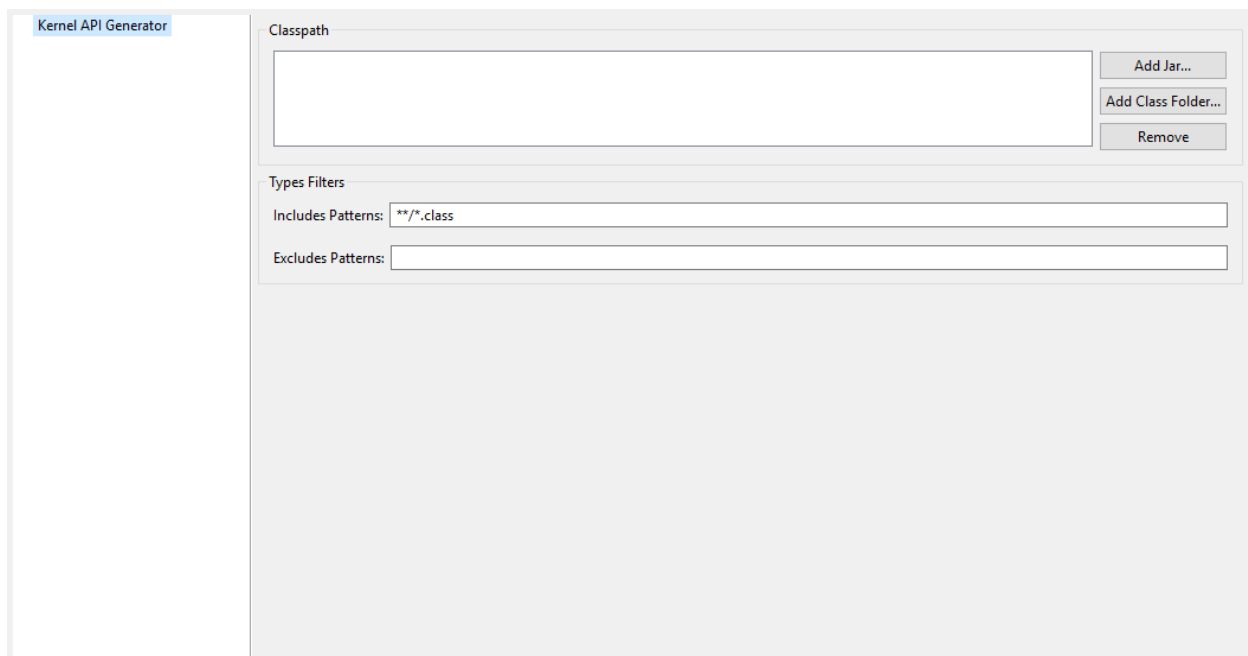 Kernel API Generator
Classpath
Add Jar...
Add Class Folder...
Remove
Types Filters
Includes Patterns: **/*.class
Excludes Patterns: